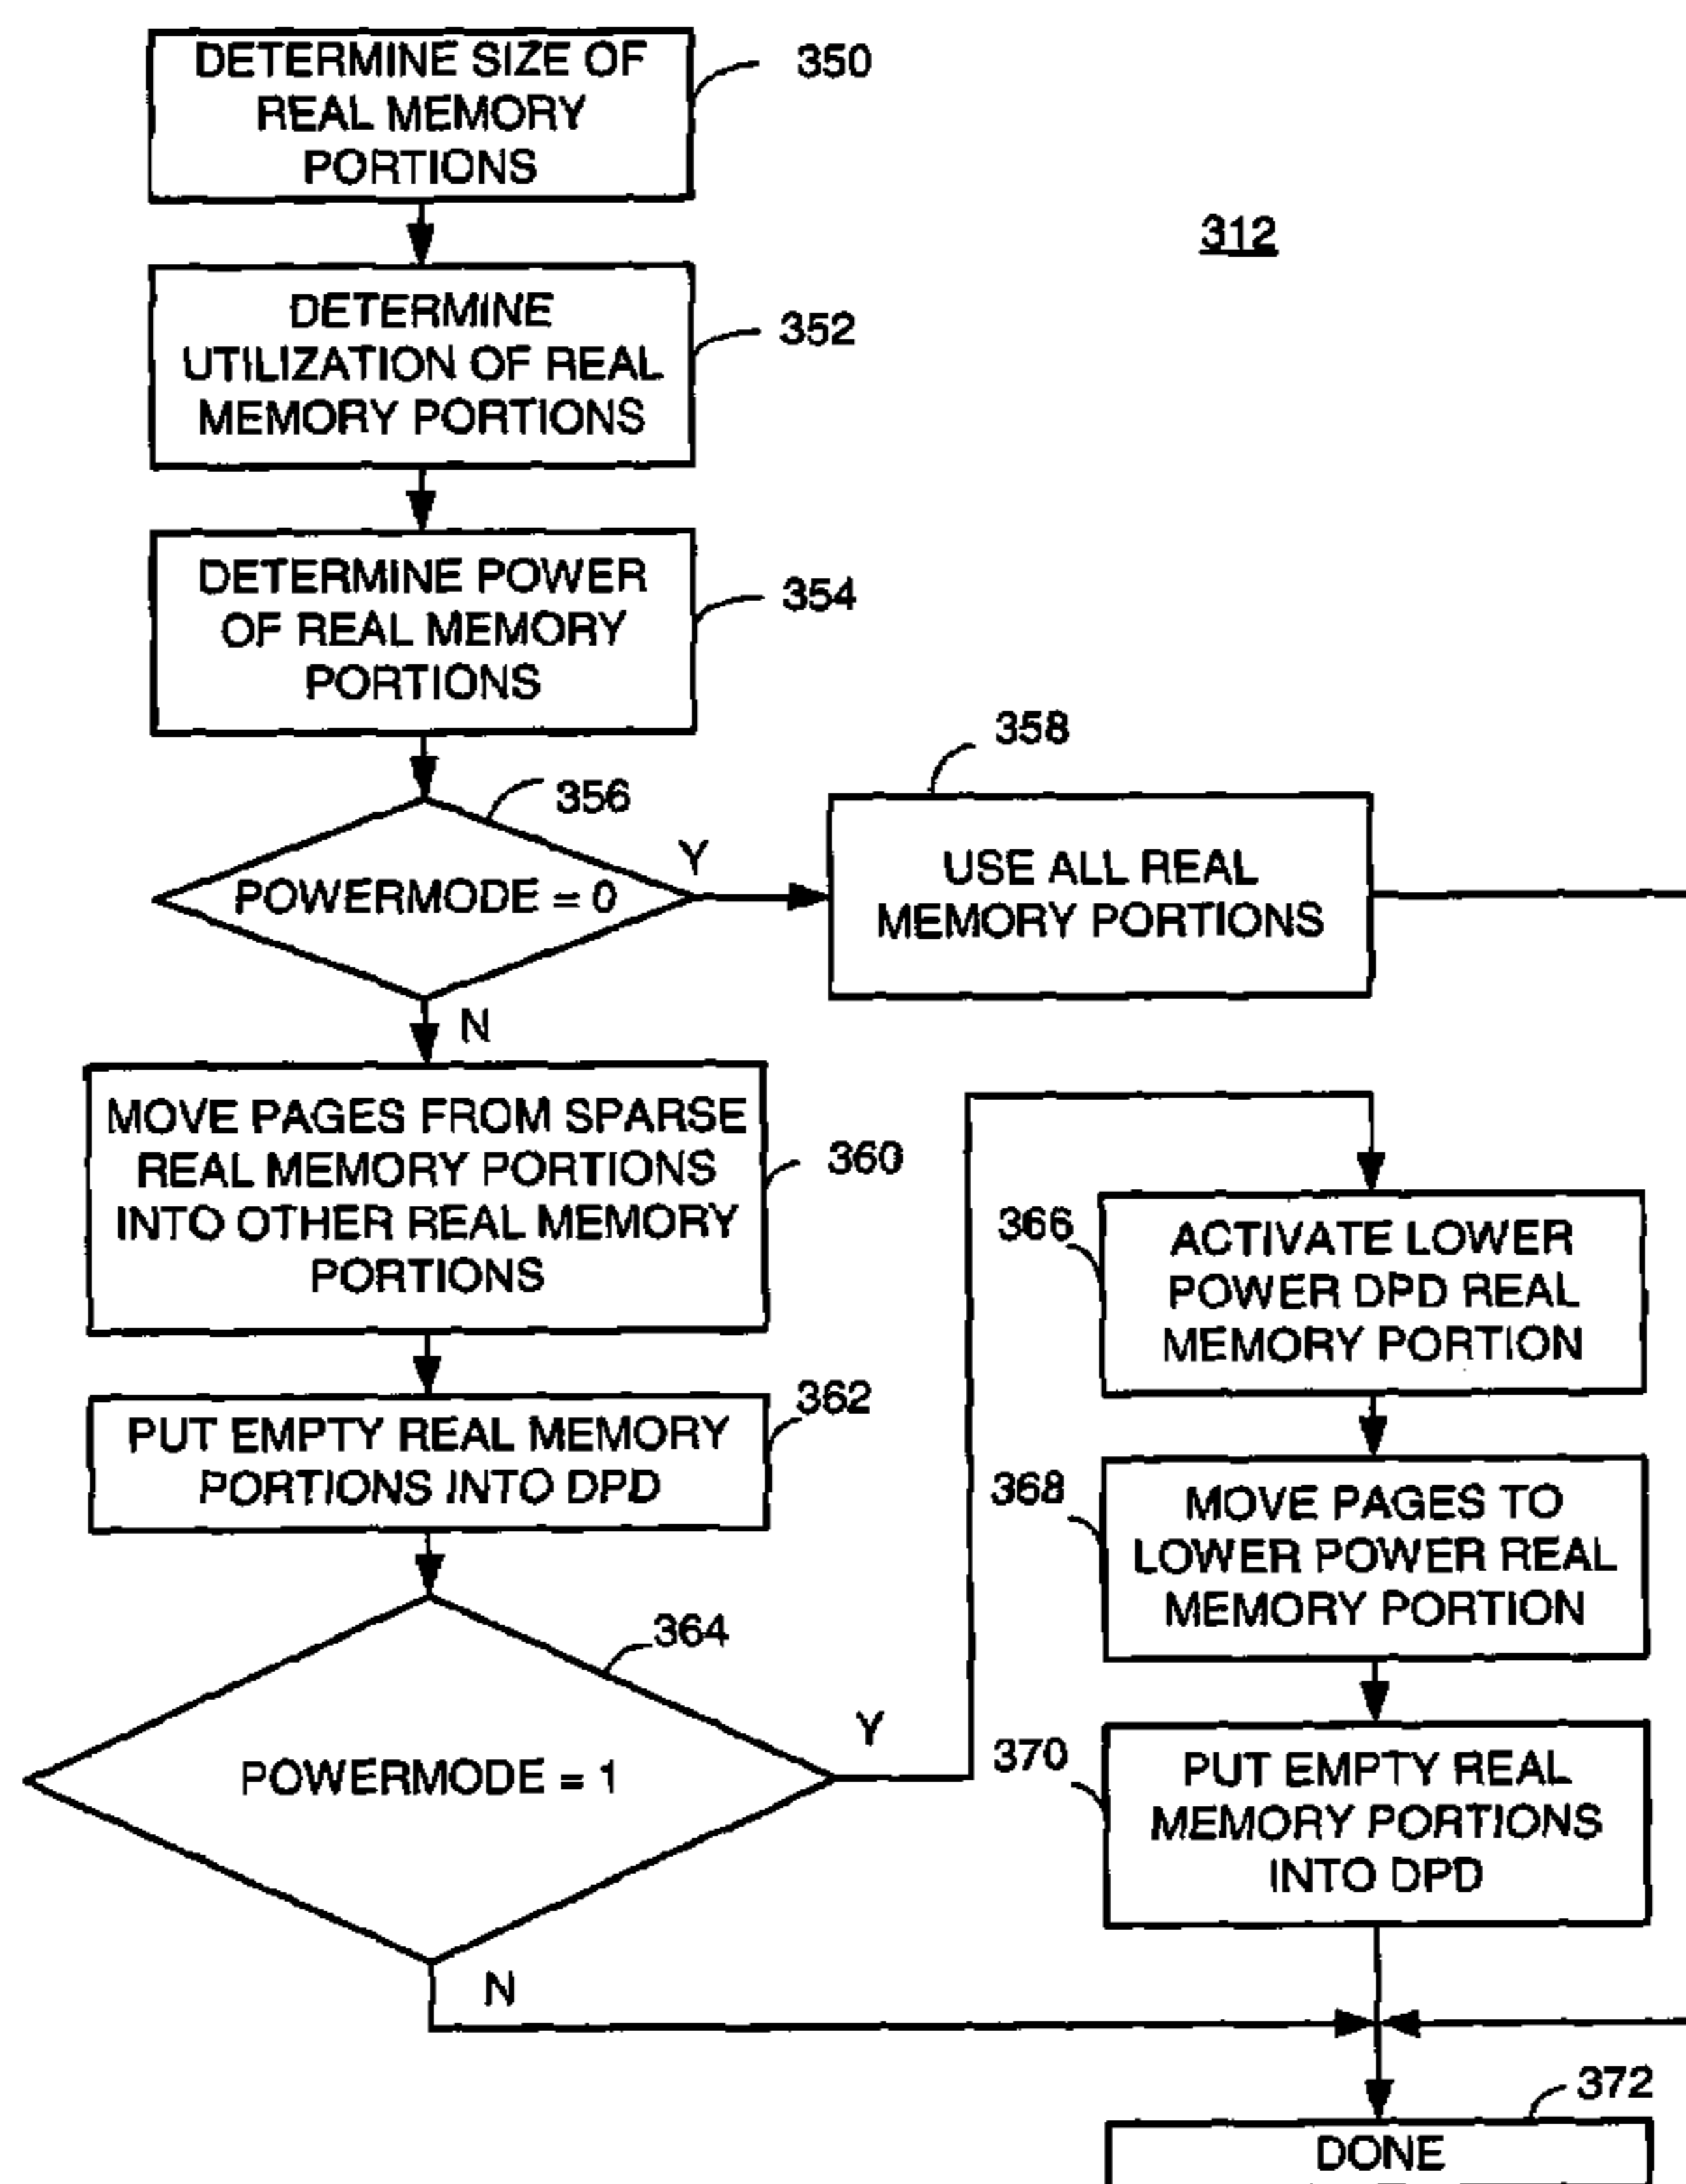 DETERMINE SIZE OF
REAL MEMORY
PORTIONS
350
312
DETERMINE
UTILIZATION OF REAL
MEMORY PORTIONS
352
DETERMINE POWER
OF REAL MEMORY
PORTIONS
354
356
POWERMODE = 0
Y
N
358
USE ALL REAL
MEMORY PORTIONS
MOVE PAGES FROM SPARSE
REAL MEMORY PORTIONS
INTO OTHER REAL MEMORY
PORTIONS
360
PUT EMPTY REAL MEMORY
PORTIONS INTO DPD
362
364
POWERMODE = 1
Y
N
366
ACTIVATE LOWER
POWER DPD REAL
MEMORY PORTION
368
MOVE PAGES TO
LOWER POWER REAL
MEMORY PORTION
370
PUT EMPTY REAL
MEMORY PORTIONS
INTO DPD
372
DONE